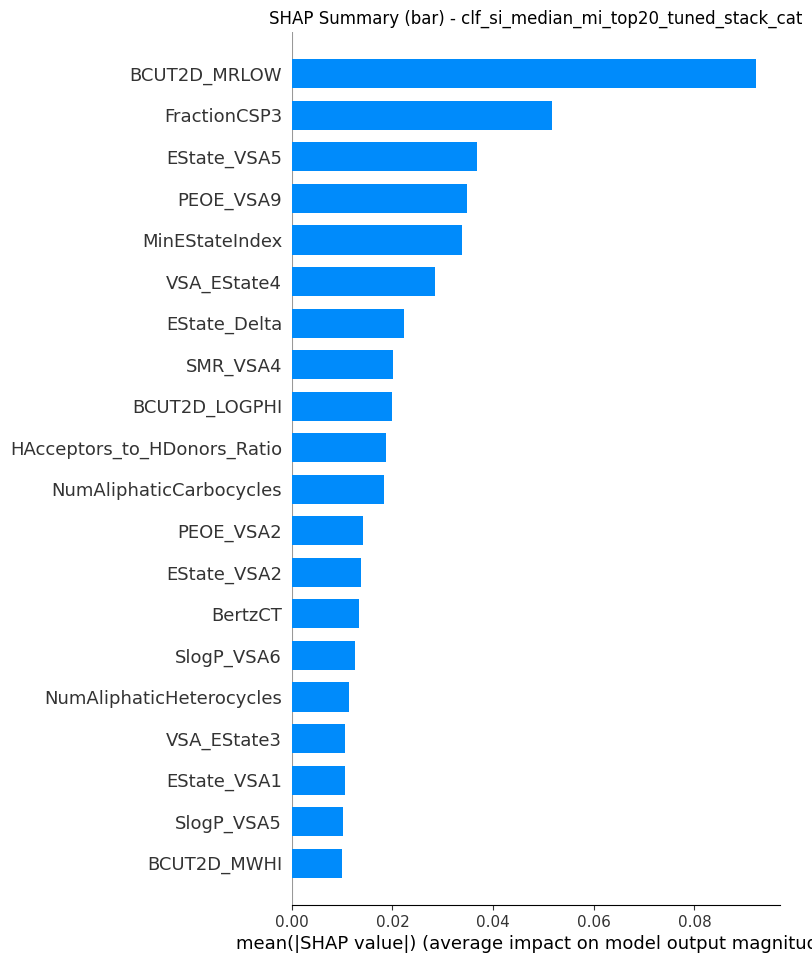 SHAP Summary (bar) - clf_si_median_mi_top20_tuned_stack_cat
BCUT2D_MRLOW
FractionCSP3
EState_VSA5
PEOE_VSA9
MinEStateIndex
VSA_EState4
EState_Delta
SMR_VSA4
BCUT2D_LOGPHI
HAcceptors_to_HDonors_Ratio
NumAliphaticCarbocycles
PEOE_VSA2
EState_VSA2
BertzCT
SlogP_VSA6
NumAliphaticHeterocycles
VSA_EState3
EState_VSA1
SlogP_VSA5
BCUT2D_MWHI
0.00 0.02 0.04 0.06 0.08
mean(|SHAP value|) (average impact on model output magnitud